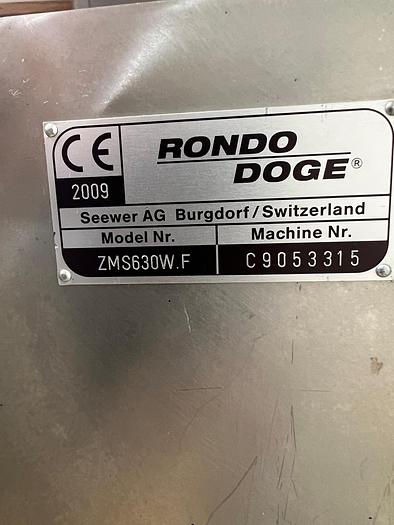 CE
2009
RONDO
DOGE®
Seewer AG Burgdorf/Switzerland
Model Nr. Machine Nr.
ZMS630W.F C9053315